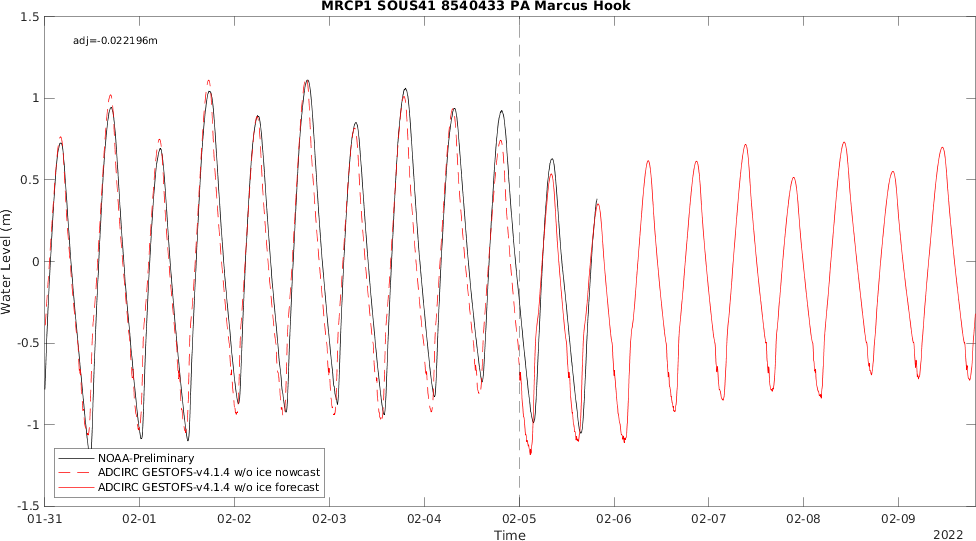 MRCP1 SOUS41 8540433 PA Marcus Hook
adj=-0.022196m
1.5
1
0.5
0
-0.5
-1
-1.5
Water Level (m)
NOAA-Preliminary
ADCIRC GESTOFS-v4.1.4 w/o ice nowcast
ADCIRC GESTOFS-v4.1.4 w/o ice forecast
01-31 02-01 02-02 02-03 02-04 02-05 02-06 02-07 02-08 02-09
Time
2022